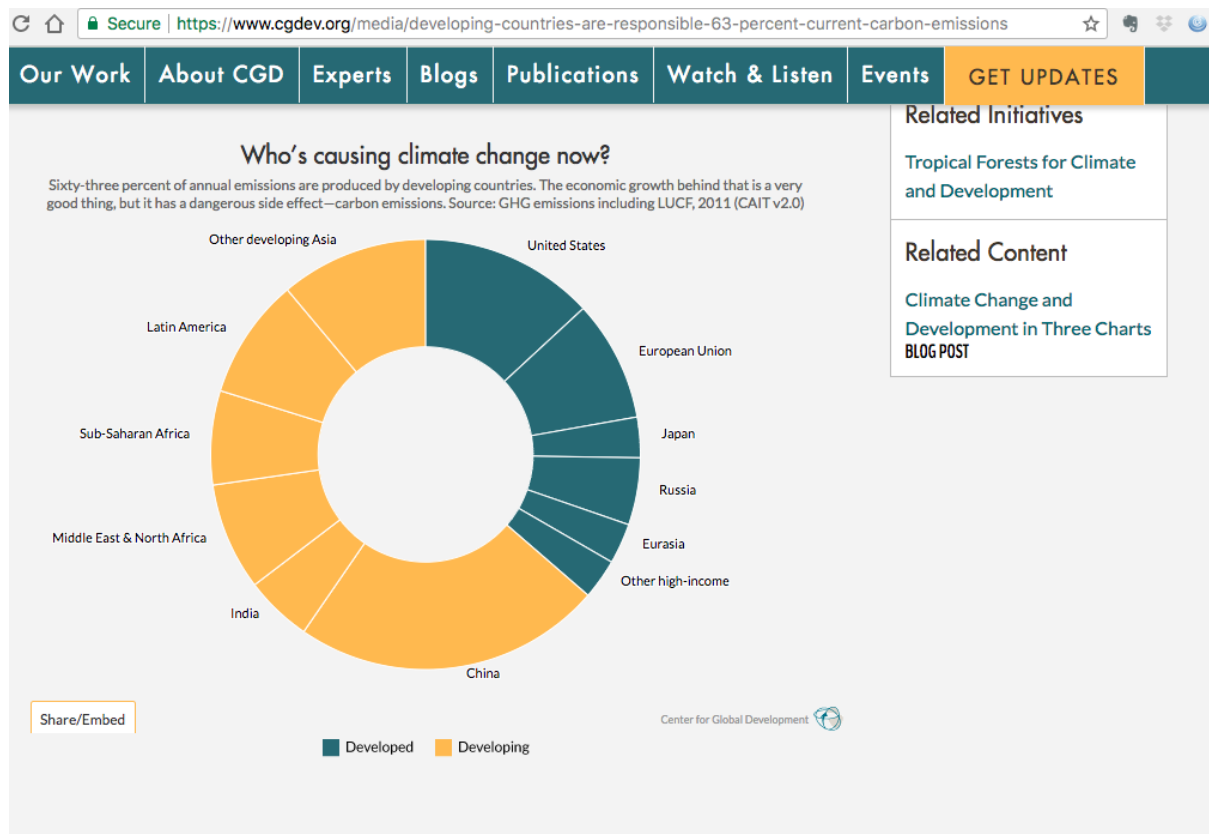 Secure | https://www.cgdev.org/media/developing-countries-are-responsible-63-percent-current-carbon-emissions
Our Work About CGD Experts Blogs Publications Watch & Listen Events GET UPDATES
Related Initiatives
Tropical Forests for Climate
and Development
Related Content
Climate Change and
Development in Three Charts
BLOG POST
Who's causing climate change now?
Sixty-three percent of annual emissions are produced by developing countries. The economic growth behind that is a very
good thing, but it has a dangerous side effect—carbon emissions. Source: GHG emissions including LUCF, 2011 (CAIT v2.0)
Other developing Asia
United States
Latin America
European Union
Sub-Saharan Africa
Japan
Russia
Middle East & North Africa
Eurasia
Other high-income
India
China
Share/Embed
Center for Global Development
Developed
Developing